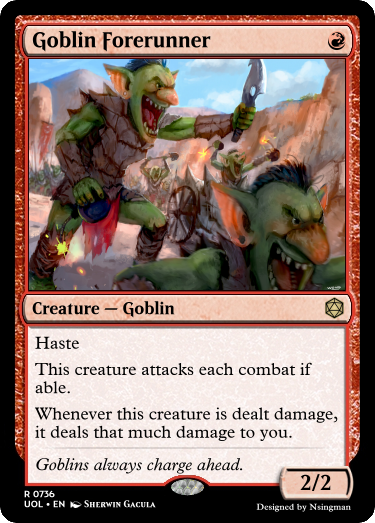 Goblin Forerunner
Creature — Goblin
Haste
This creature attacks each combat if
able.
Whenever this creature is dealt damage,
it deals that much damage to you.
Goblins always charge ahead.
2/2
R 0736
UOL • EN Sherwin Gacula
Designed by Nsingman